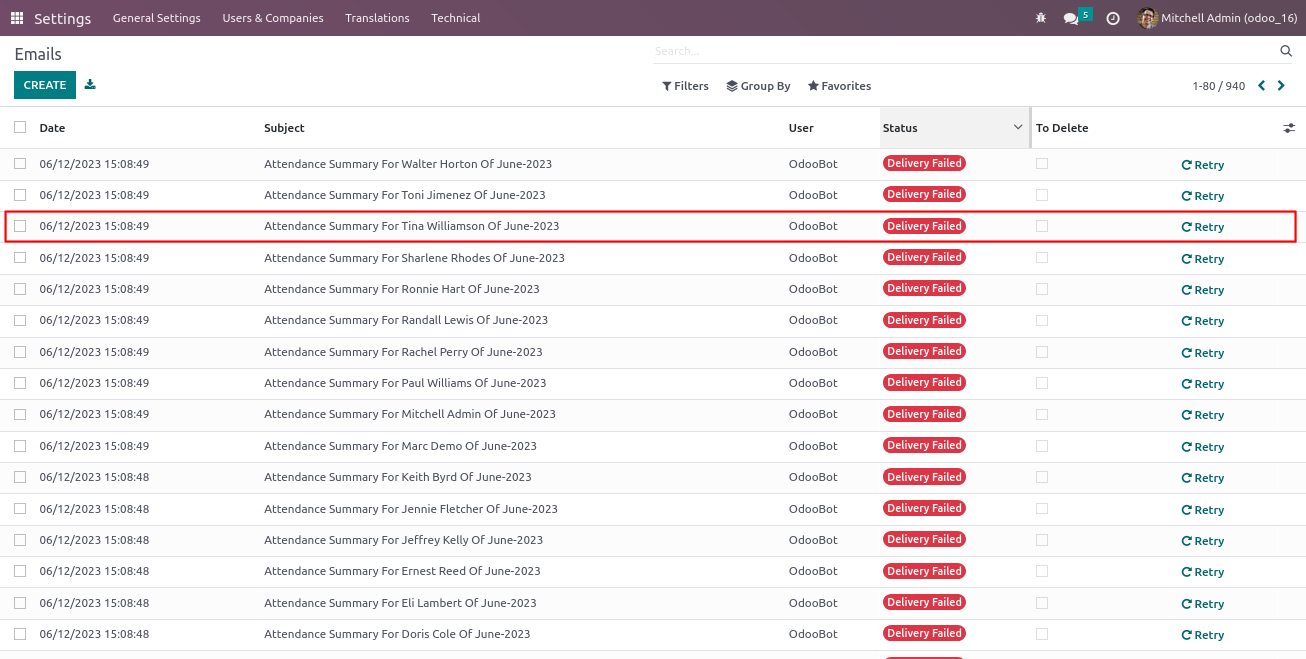 Settings General Settings Users & Companies Translations Technical 5 Mitchell Admin (odoo_16)
Emails Search...
CREATE Filters Group By Favorites 1-80 / 940
Date Subject User Status To Delete
06/12/2023 15:08:49 Attendance Summary For Walter Horton Of June-2023 OdooBot Delivery Failed Retry
06/12/2023 15:08:49 Attendance Summary For Toni Jimenez Of June-2023 OdooBot Delivery Failed Retry
06/12/2023 15:08:49 Attendance Summary For Tina Williamson Of June-2023 OdooBot Delivery Failed Retry
06/12/2023 15:08:49 Attendance Summary For Sharlene Rhodes Of June-2023 OdooBot Delivery Failed Retry
06/12/2023 15:08:49 Attendance Summary For Ronnie Hart Of June-2023 OdooBot Delivery Failed Retry
06/12/2023 15:08:49 Attendance Summary For Randall Lewis Of June-2023 OdooBot Delivery Failed Retry
06/12/2023 15:08:49 Attendance Summary For Rachel Perry Of June-2023 OdooBot Delivery Failed Retry
06/12/2023 15:08:49 Attendance Summary For Paul Williams Of June-2023 OdooBot Delivery Failed Retry
06/12/2023 15:08:49 Attendance Summary For Mitchell Admin Of June-2023 OdooBot Delivery Failed Retry
06/12/2023 15:08:49 Attendance Summary For Marc Demo Of June-2023 OdooBot Delivery Failed Retry
06/12/2023 15:08:48 Attendance Summary For Keith Byrd Of June-2023 OdooBot Delivery Failed Retry
06/12/2023 15:08:48 Attendance Summary For Jennie Fletcher Of June-2023 OdooBot Delivery Failed Retry
06/12/2023 15:08:48 Attendance Summary For Jeffrey Kelly Of June-2023 OdooBot Delivery Failed Retry
06/12/2023 15:08:48 Attendance Summary For Ernest Reed Of June-2023 OdooBot Delivery Failed Retry
06/12/2023 15:08:48 Attendance Summary For Eli Lambert Of June-2023 OdooBot Delivery Failed Retry
06/12/2023 15:08:48 Attendance Summary For Doris Cole Of June-2023 OdooBot Delivery Failed Retry